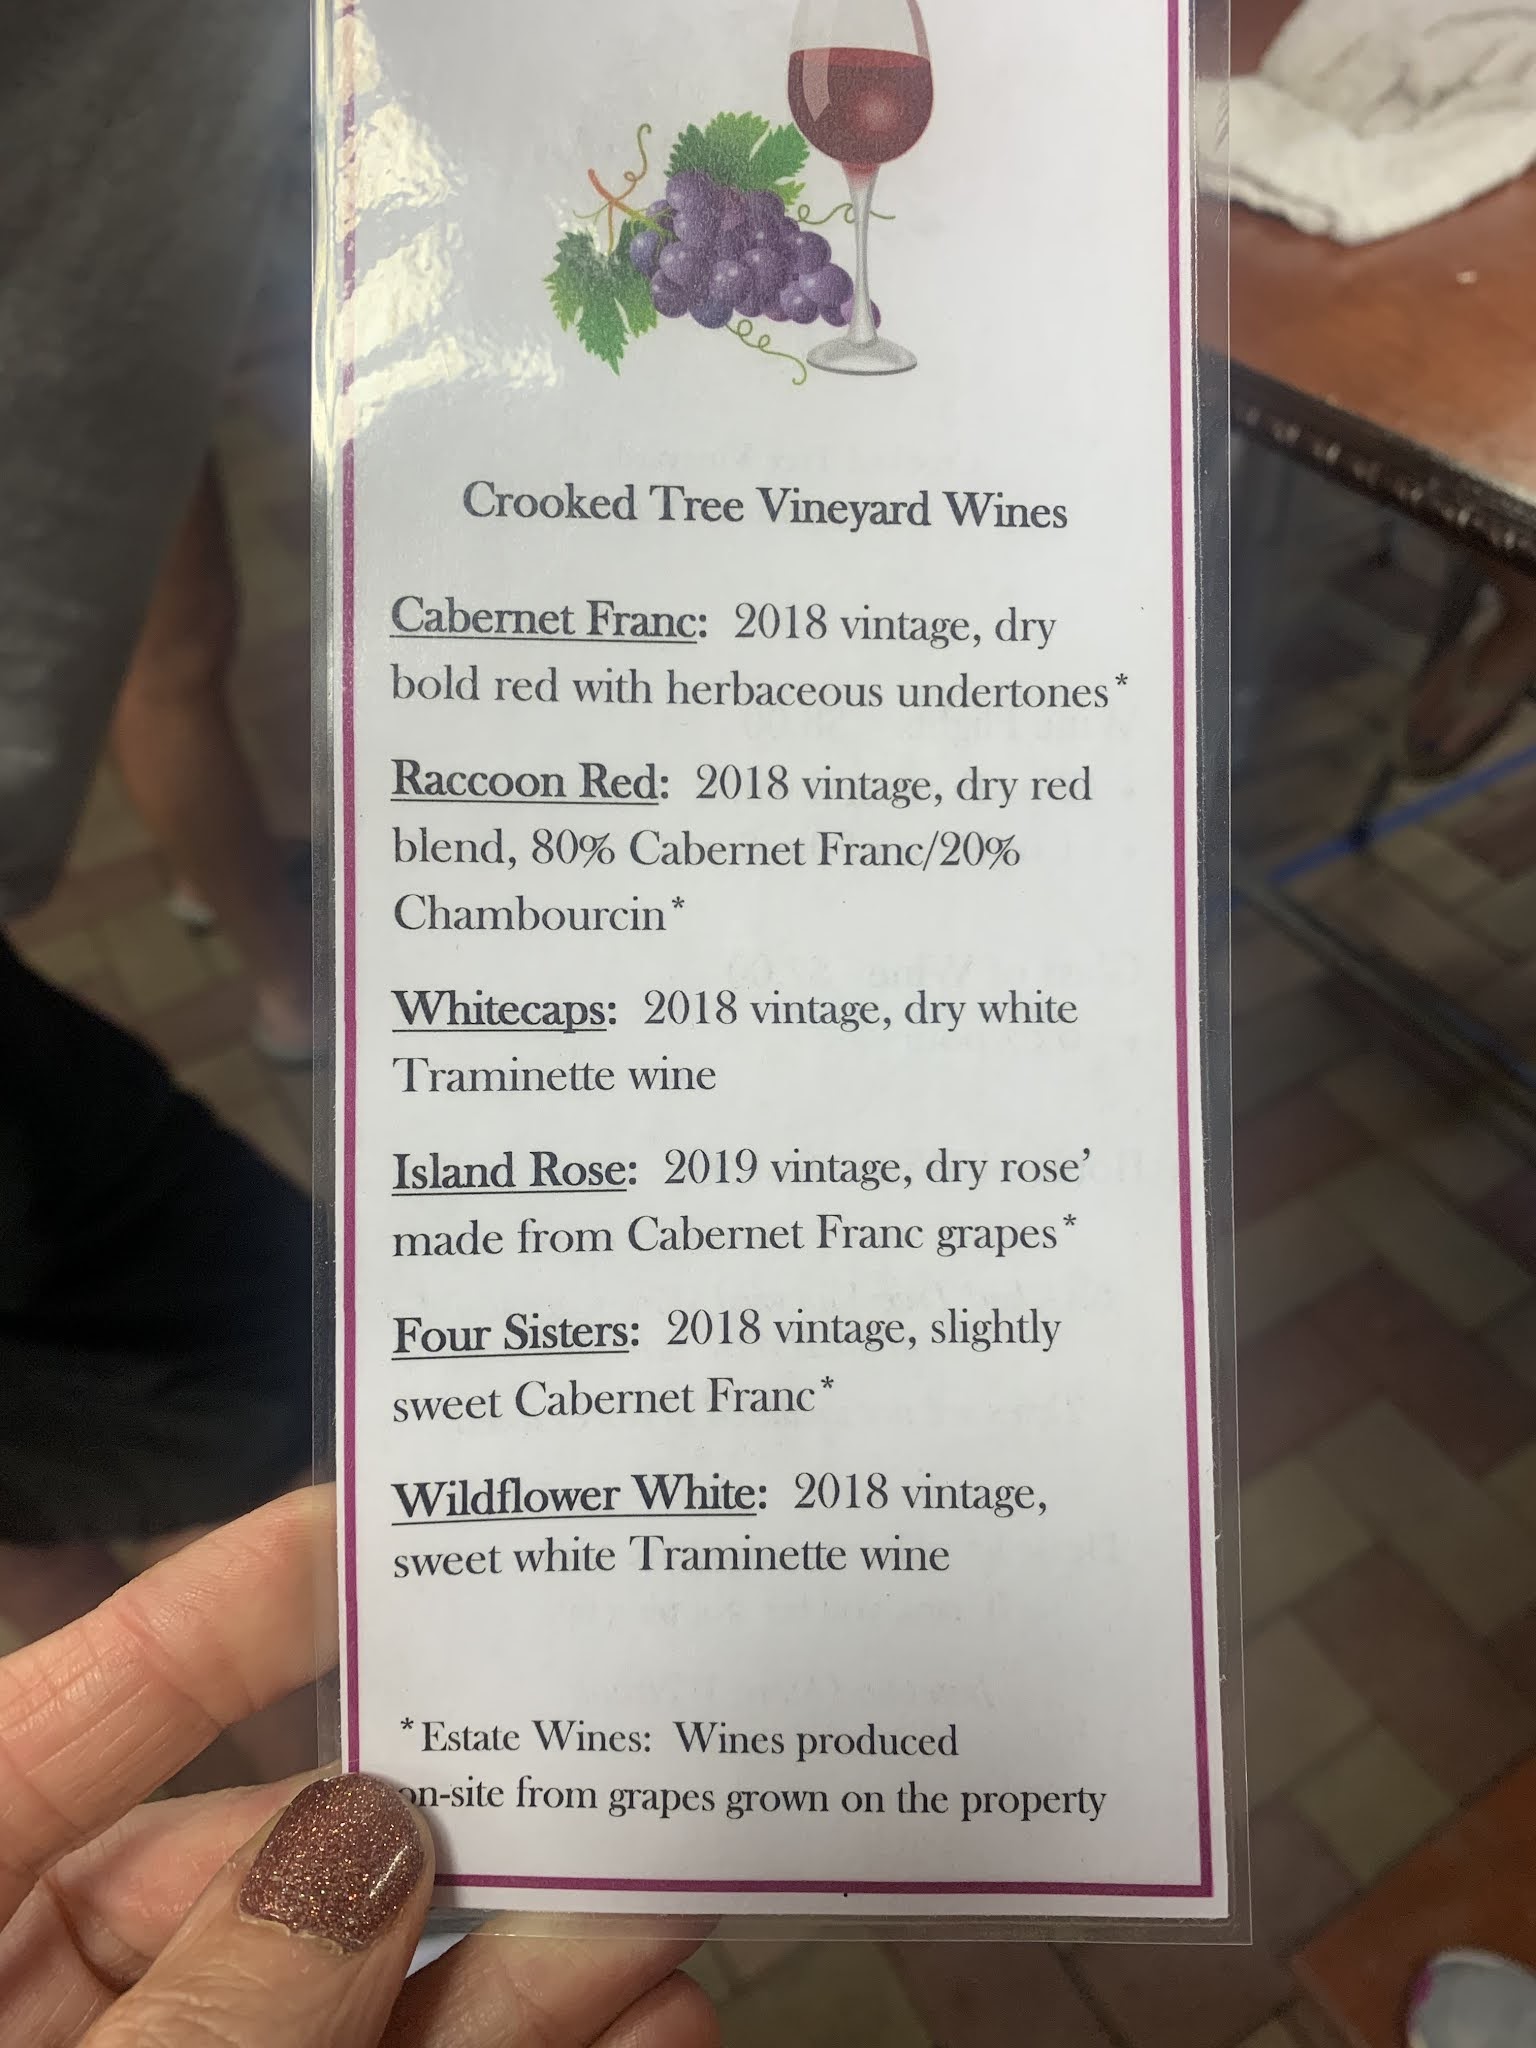 Crooked Tree Vineyard Wines
Cabernet Franc: 2018 vintage, dry
bold red with herbaceous undertones*
Raccoon Red: 2018 vintage, dry red
blend, 80% Cabernet Franc/20%
Chambourcin*
Whitecaps: 2018 vintage, dry white
Traminette wine
Island Rose: 2019 vintage, dry rose’
made from Cabernet Franc grapes*
Four Sisters: 2018 vintage, slightly
sweet Cabernet Franc*
Wildflower White: 2018 vintage,
sweet white Traminette wine
*Estate Wines: Wines produced
on-site from grapes grown on the property